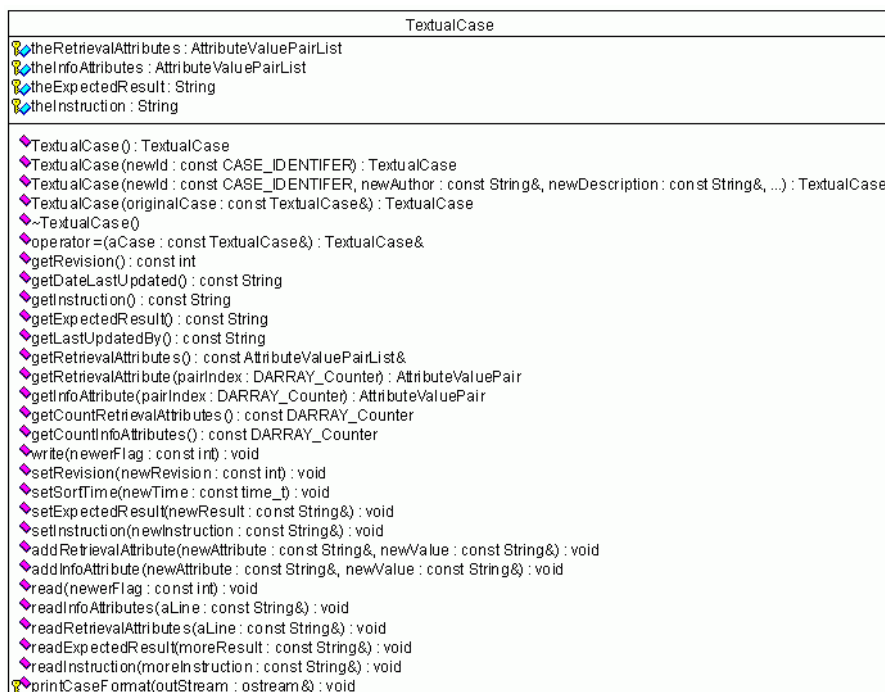 TextualCase
theRetrievalAttributes : AttributeValuePairList
theInfoAttributes : AttributeValuePairList
theExpectedResult : String
theInstruction : String
TextualCase() : TextualCase
TextualCase(newId : const CASE_IDENTIFER) : TextualCase
TextualCase(newId : const CASE_IDENTIFER, newAuthor : const String&, newDescription : const String&, ...) : TextualCase
TextualCase(originalCase : const TextualCase&) : TextualCase
~TextualCase()
operator=(aCase : const TextualCase&) : TextualCase&
getRevision() : const int
getDateLastUpdated() : const String
getInstruction() : const String
getExpectedResult() : const String
getLastUpdatedBy() : const String
getRetrievalAttributes() : const AttributeValuePairList&
getRetrievalAttribute(pairIndex : DARRAY_Counter) : AttributeValuePair
getInfoAttribute(pairIndex : DARRAY_Counter) : AttributeValuePair
getCountRetrievalAttributes() : const DARRAY_Counter
getCountInfoAttributes() : const DARRAY_Counter
write(newerFlag : const int) : void
setRevision(newRevision : const int) : void
setSortTime(newTime : const time_t) : void
setExpectedResult(newResult : const String&) : void
setInstruction(newInstruction : const String&) : void
addRetrievalAttribute(newAttribute : const String&, newValue : const String&) : void
addInfoAttribute(newAttribute : const String&, newValue : const String&) : void
read(newerFlag : const int) : void
readInfoAttributes(aLine : const String&) : void
readRetrievalAttributes(aLine : const String&) : void
readExpectedResult(moreResult : const String&) : void
readInstruction(moreInstruction : const String&) : void
printCaseFormat(outStream : ostream&) : void